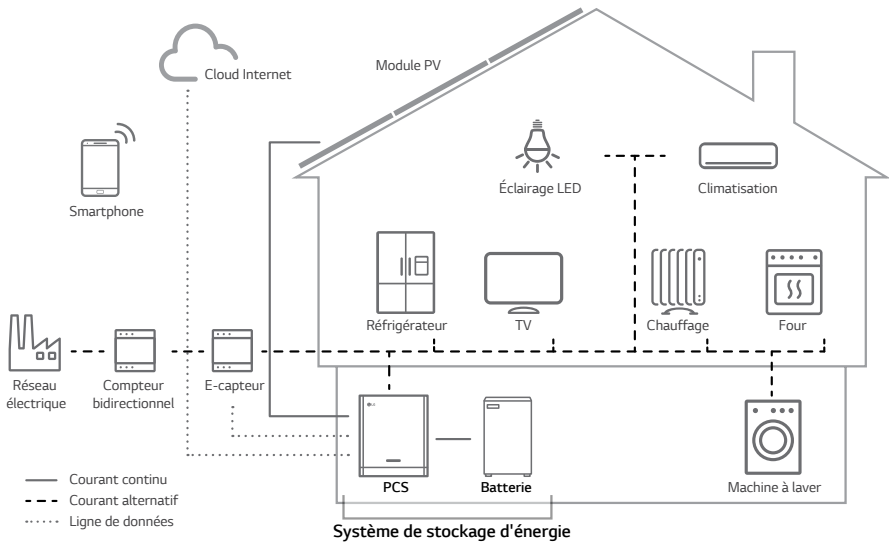 Cloud Internet
Module PV
Smartphone
Éclairage LED
Climatisation
Réfrigérateur
TV
Chauffage
Four
Réseau
électrique
Compteur
bidirectionnel
E-capteur
LG
PCS
Batterie
Machine à laver
Courant continu
Courant alternatif
Ligne de données
Système de stockage d'énergie